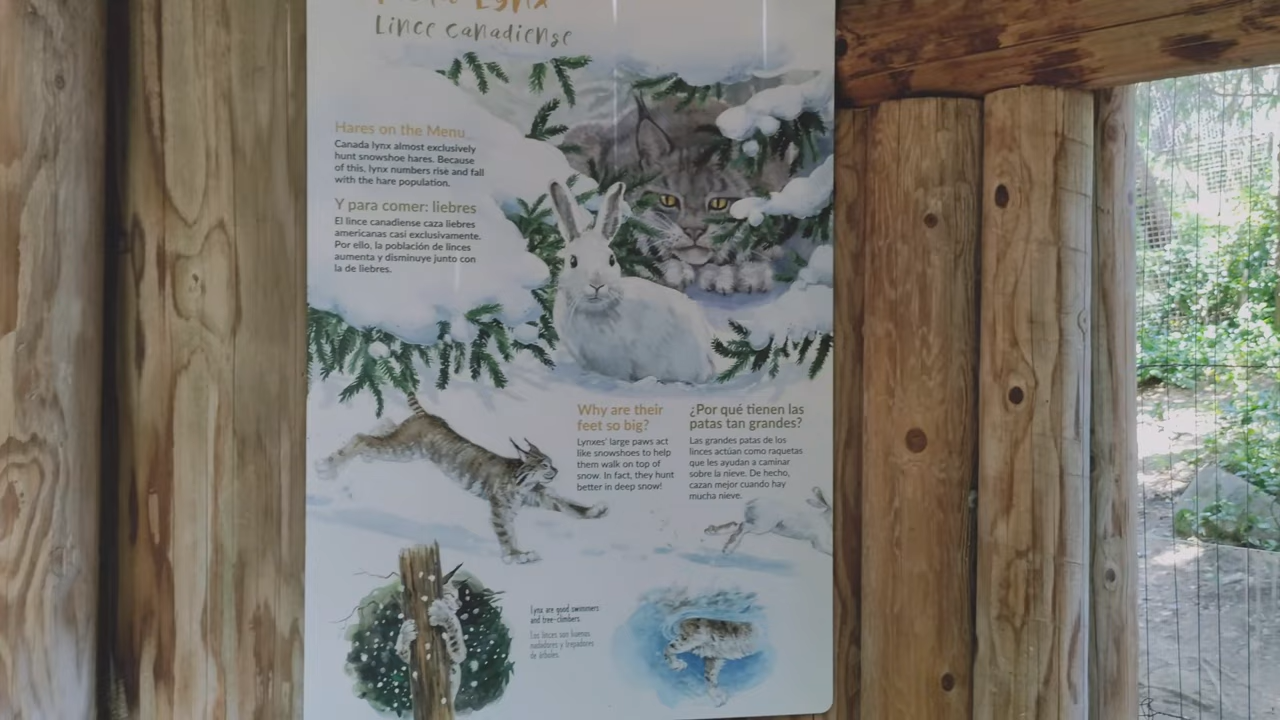 Lynx
Lince Canadiense
Hares on the Menu
Canada lynx almost exclusively
hunt snowshoe hares. Because
of this, lynx numbers rise and fall
with the hare population.
Y para comer: liebres
El lince canadiense caza liebres
americanas casi exclusivamente.
Por ello, la población de linces
aumenta y disminuye junto con
la de liebres.
Why are their
feet so big?
Lynxes' large paws act
like snowshoes to help
them walk on top of
snow. In fact, they hunt
better in deep snow!
¿Por qué tienen las
patas tan grandes?
Las grandes patas de los
linces actúan como raquetas
que les ayudan a caminar
sobre la nieve. De hecho,
cazan mejor cuando hay
mucha nieve.
Lynx are good swimmers
and tree-climbers.
Los linces son buenos
nadadores y trepadores
de árboles.